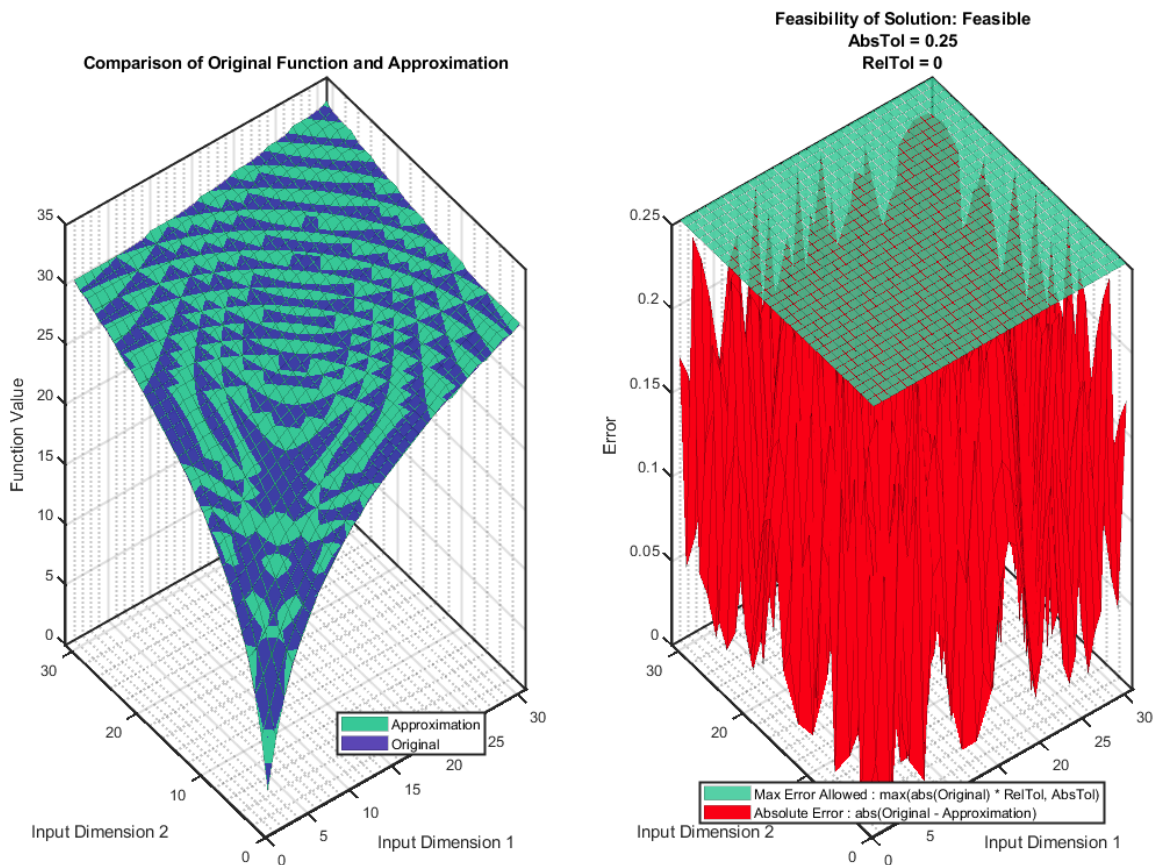 Comparison of Original Function and Approximation
Function Value
35
30
25
20
15
10
5
0
30
20
10
0
Input Dimension 2
0
5
10
15
20
25
30
Input Dimension 1
Approximation
Original
Feasibility of Solution: Feasible
AbsTol = 0.25
RelTol = 0
Error
0.25
0.2
0.15
0.1
0.05
0
30
20
0
Input Dimension 2
0
5
20
25
30
Input Dimension 1
Max Error Allowed : max(abs(Original) * RelTol, AbsTol)
Absolute Error : abs(Original - Approximation)